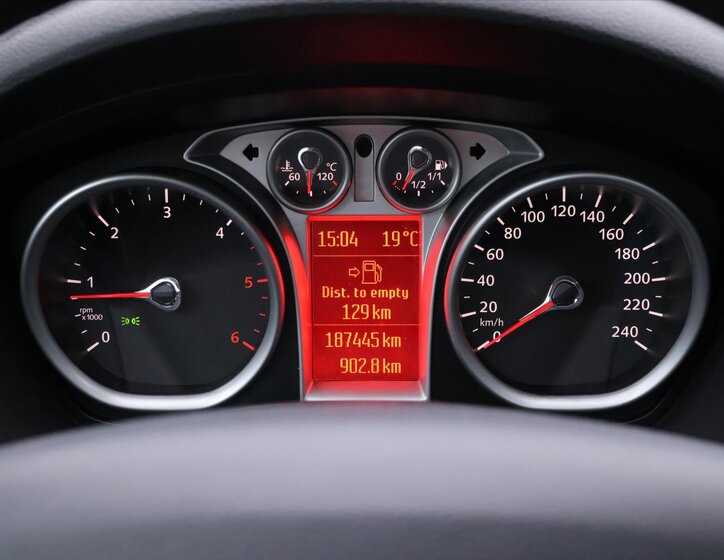 60 °C 120
0 1/2 1/1
0 1 2 3 4 5 6
rpm
x1000
15:04 19°C
Dist. to empty
129 km
187445 km
902.8 km
0 20 40 60 80 100 120 140 160 180 200 220 240
km/h